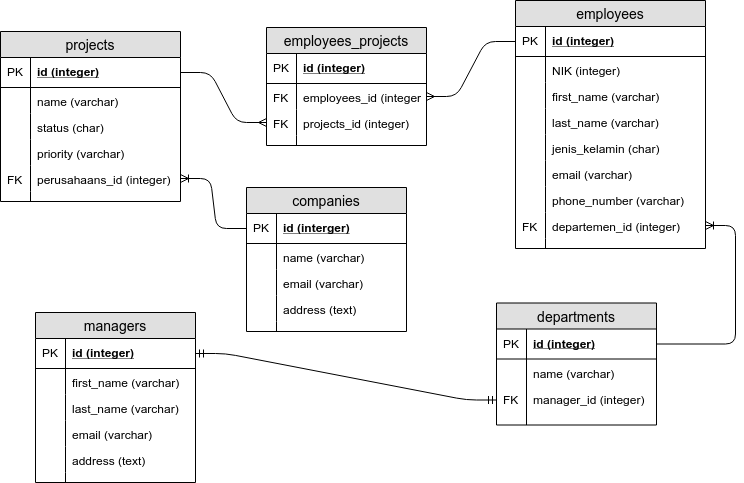 projects
PK id (integer)
name (varchar)
status (char)
priority (varchar)
FK perusahaans_id (integer)
employees_projects
PK id (integer)
FK employees_id (integer
FK projects_id (integer)
employees
PK id (integer)
NIK (integer)
first_name (varchar)
last_name (varchar)
jenis_kelamin (char)
email (varchar)
phone_number (varchar)
FK departemen_id (integer)
companies
PK id (interger)
name (varchar)
email (varchar)
address (text)
managers
PK id (integer)
first_name (varchar)
last_name (varchar)
email (varchar)
address (text)
departments
PK id (integer)
name (varchar)
FK manager_id (integer)